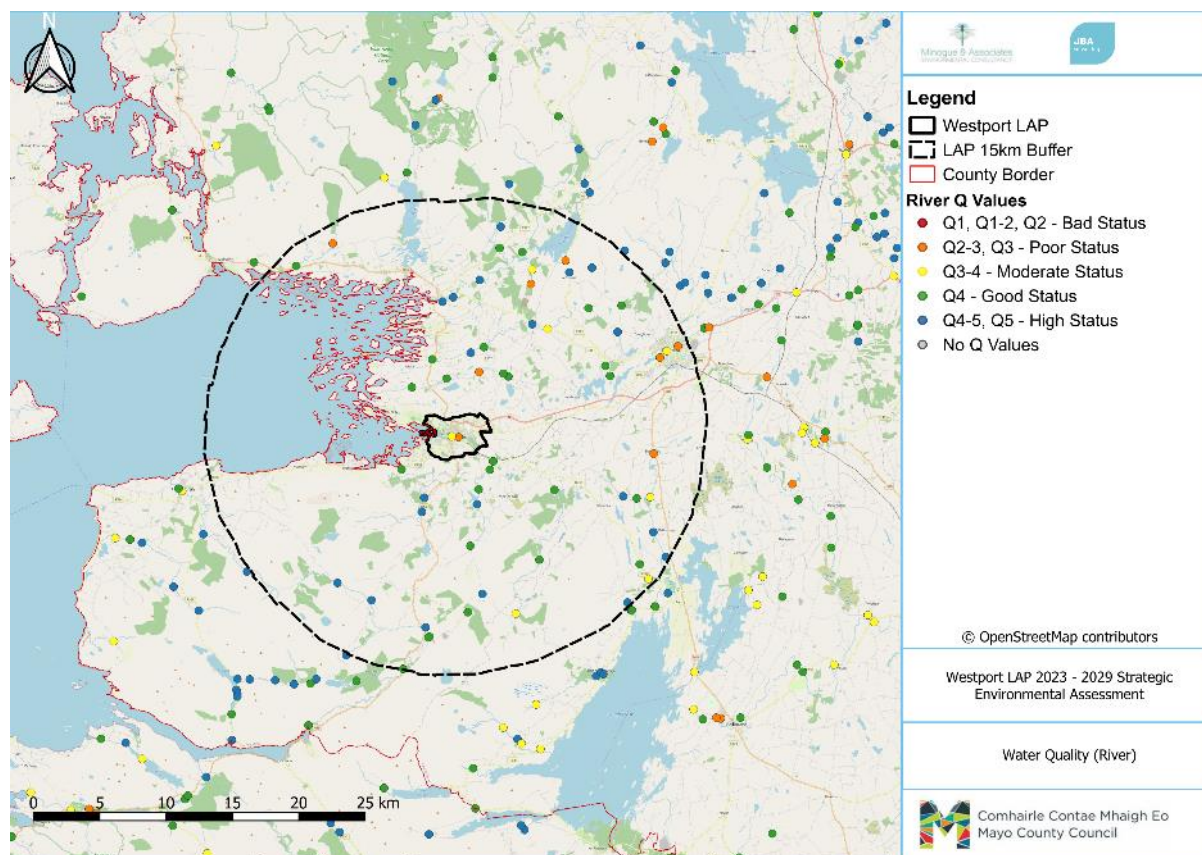 N
0 5 10 15 20 25 km
Minogue & Associates
ENVIRONMENTAL CONSULTANCY
JBA
consulting
Legend
Westport LAP
LAP 15km Buffer
County Border
River Q Values
Q1, Q1-2, Q2 - Bad Status
Q2-3, Q3 - Poor Status
Q3-4 - Moderate Status
Q4 - Good Status
Q4-5, Q5 - High Status
No Q Values
© OpenStreetMap contributors
Westport LAP 2023 - 2029 Strategic
Environmental Assessment
Water Quality (River)
Comhairle Contae Mhaigh Eo
Mayo County Council